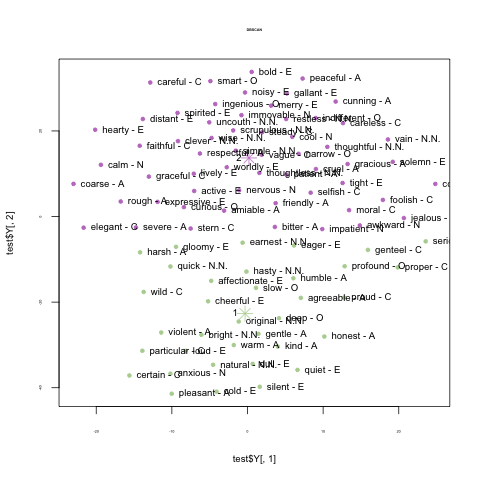 DBSCAN
bold - E
peaceful - A
careful - C
smart - O
noisy - E
gallant - E
cunning - A
ingenious - O
merry - E
spirited - E
immovable - N
distant - E
uncouth - N.N.
careless - C
hearty - E
cool - N
vain - N.N.
clever - N.N.
faithful - C
thoughtful - N.N.
narrow - O
vague - O
calm - N
worldly - E
gracious - A
solemn - E
graceful - C
lively - E
coarse - A
tight - E
active - E
nervous - N
selfish - C
rough - A
expressive - E
friendly - A
foolish - C
curious - O
amiable - A
moral - C
jealous -
elegant - O
severe - A
stern - C
bitter - A
impatient - N
awkward - N
earnest - N.N.
eager - E
gloomy - E
harsh - A
genteel - C
quick - N.N.
profound - O
proper - C
hasty - N.N.
humble - A
affectionate - E
slow - O
wild - C
cheerful - E
agreeable - A
proud - C
deep - O
original - N.N.
violent - A
bright - N.N.
gentle - A
honest - A
warm - A
kind - A
particular - C
loud - E
natural - N.N.
certain - C
anxious - N
quiet - E
pleasant - A
cold - E
silent - E
1
2
test$Y[, 2]
test$Y[, 1]